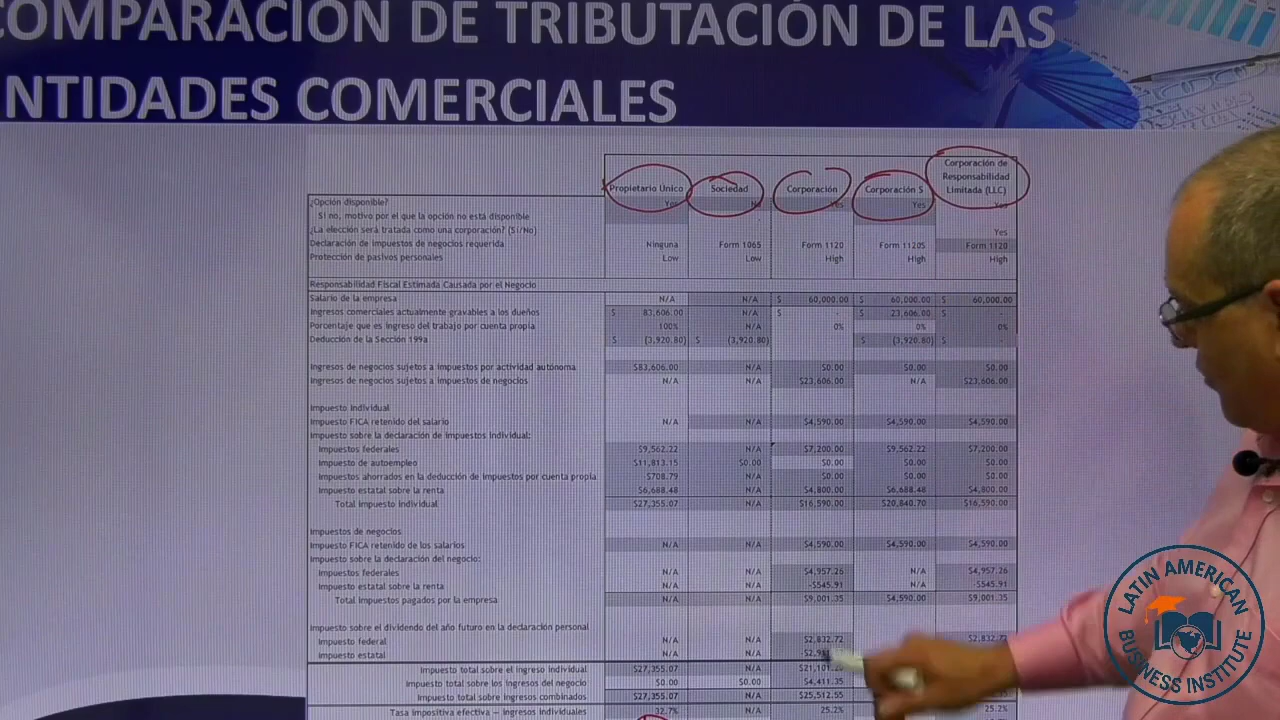 COMPARACIÓN DE TRIBUTACIÓN DE LAS
NTIDADES COMERCIALES
Propietario Único Sociedad Corporación Corporación S Corporación de Responsabilidad Limitada (LLC)
¿Opción disponible? Yes Yes Yes Yes
Si no, motivo por el que la opción no está disponible
¿La elección será tratada como una corporación? (Sí/No) Yes
Declaración de impuestos de negocios requerida Ninguna Form 1065 Form 1120 Form 1120S Form 1120
Protección de pasivos personales Low Low High High High
Responsabilidad Fiscal Estimada Causada por el Negocio
Salario de la empresa N/A N/A $ 60,000.00 $ 60,000.00 $ 60,000.00
Ingresos comerciales actualmente gravables a los dueños $ 83,606.00 N/A $ - $ 23,606.00 $ -
Porcentaje que es ingreso del trabajo por cuenta propia 100% N/A 0% 0% 0%
Deducción de la Sección 199a $ (3,920.80) $ (3,920.80) $ (3,920.80) $ -
Ingresos de negocios sujetos a impuestos por actividad autónoma $83,606.00 N/A $0.00 $0.00 $0.00
Ingresos de negocios sujetos a impuestos de negocios N/A N/A $23,606.00 N/A $23,606.00
Impuesto individual
Impuesto FICA retenido del salario N/A N/A $4,590.00 $4,590.00 $4,590.00
Impuesto sobre la declaración de impuestos individual:
Impuestos federales $9,562.22 N/A $7,200.00 $9,562.22 $7,200.00
Impuesto de autoempleo $11,813.15 $0.00 $0.00 $0.00 $0.00
Impuestos ahorrados en la deducción de impuestos por cuenta propia $708.79 N/A $0.00 $0.00 $0.00
Impuesto estatal sobre la renta $6,688.48 N/A $4,800.00 $6,688.48 $4,800.00
Total impuesto individual $27,355.07 N/A $16,590.00 $20,840.70 $16,590.00
Impuestos de negocios
Impuesto FICA retenido de los salarios N/A N/A $4,590.00 $4,590.00 $4,590.00
Impuesto sobre la declaración del negocio:
Impuestos federales N/A N/A $4,957.26 N/A $4,957.26
Impuesto estatal sobre la renta N/A N/A -$545.91 N/A -$545.91
Total impuestos pagados por la empresa N/A N/A $9,001.35 $4,590.00 $9,001.35
Impuesto sobre el dividendo del año futuro en la declaración personal
Impuesto federal N/A N/A $2,832.72 $2,832.72
Impuesto estatal N/A N/A
Impuesto total sobre el ingreso individual $27,355.07 N/A
Impuesto total sobre los ingresos del negocio $0.00 $0.00 $4,411.35
Impuesto total sobre ingresos combinados $27,355.07 N/A $25,512.55
Tasa impositiva efectiva — ingresos individuales 32.7% N/A 25.2% 25.2%
LATIN AMERICAN
BUSINESS INSTITUTE